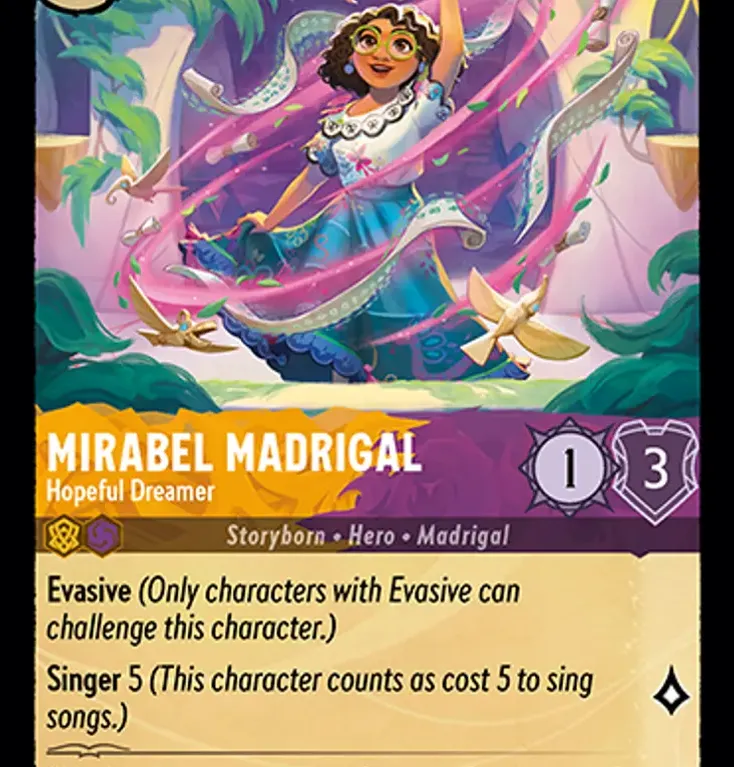 MIRABEL MADRIGAL
1
3
Hopeful Dreamer
Storyborn • Hero • Madrigal
Evasive (Only characters with Evasive can
challenge this character.)
Singer 5 (This character counts as cost 5 to sing
songs.)